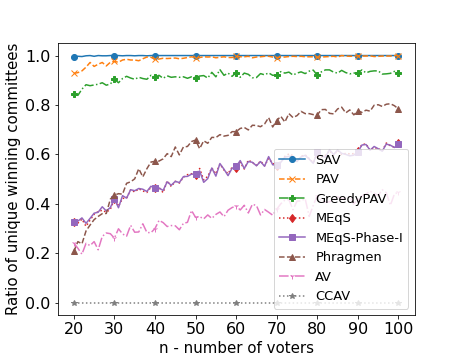 Ratio of unique winning committees
1.0
0.8
0.6
0.4
0.2
0.0
SAV
PAV
GreedyPAV
MEqS
MEqS-Phase-I
Phragmen
AV
CCAV
20 30 40 50 60 70 80 90 100
n - number of voters